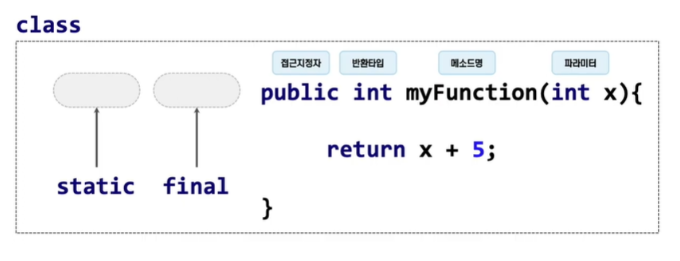 class
접근지정자 반환타입 메소드명 파라미터
public int myFunction(int x){
return x + 5;
static final
}